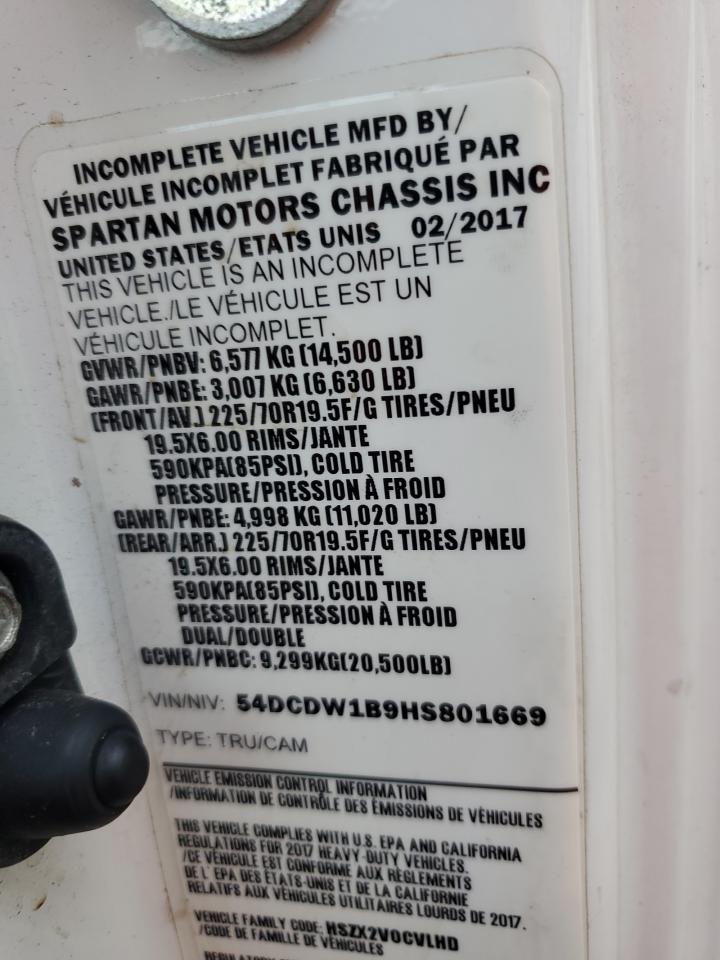 INCOMPLETE VEHICLE MFD BY/
VÉHICULE INCOMPLET FABRIQUÉ PAR
SPARTAN MOTORS CHASSIS INC
UNITED STATES/ETATS UNIS 02/2017
THIS VEHICLE IS AN INCOMPLETE
VEHICLE./LE VÉHICULE EST UN
VÉHICULE INCOMPLET.
GVWR/PNBV: 6,577 KG (14,500 LB)
GAWR/PNBE: 3,007 KG (6,630 LB)
(FRONT/AV.) 225/70R19.5F/G TIRES/PNEU
19.5X6.00 RIMS/JANTE
590KPA(85PSI), COLD TIRE
PRESSURE/PRESSION À FROID
GAWR/PNBE: 4,998 KG (11,020 LB)
(REAR/ARR.) 225/70R19.5F/G TIRES/PNEU
19.5X6.00 RIMS/JANTE
590KPA(85PSI), COLD TIRE
PRESSURE/PRESSION À FROID
DUAL/DOUBLE
GCWR/PNBC: 9,299KG(20,500LB)
VIN/NIV: 54DCDW1B9HS801669
TYPE: TRU/CAM
VEHICLE EMISSION CONTROL INFORMATION
/INFORMATION DE CONTRÔLE DES ÉMISSIONS DE VÉHICULES
THIS VEHICLE COMPLIES WITH U.S. EPA AND CALIFORNIA
REGULATIONS FOR 2017 HEAVY-DUTY VEHICLES.
/CE VÉHICULE EST CONFORME AUX RÈGLEMENTS
DE L' EPA DES ÉTATS-UNIS ET DE LA CALIFORNIE
RELATIFS AUX VÉHICULES UTILITAIRES LOURDS DE 2017.
VEHICLE FAMILY CODE: HSZX2VOCVLHD
/CODE DE FAMILLE DE VÉHICULES